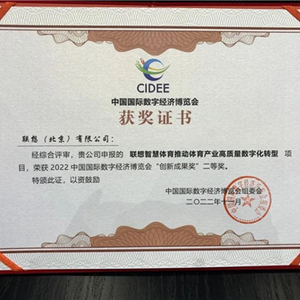 CIDEE
中国国际数字经济博览会
获奖证书
联想（北京）有限公司：
经综合评审，贵公司申报的 联想智慧体育推动体育产业高质量数字化转型 项
目，荣获2022中国国际数字经济博览会“创新成果奖”二等奖。
特颁此证，以资鼓励
中国国际数字经济博览会组委会
二〇二二年十一月